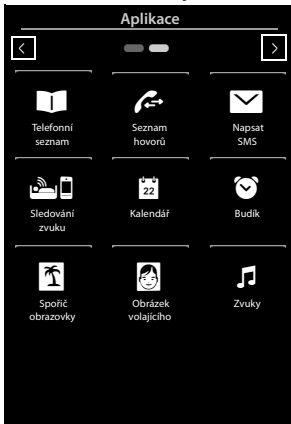 Aplikace
Telefonní
seznam
Seznam
hovorů
Napsat
SMS
Sledování
zvuku
22
Kalendář
Budík
Spořič
obrazovky
Obrázek
volajícího
Zvuky